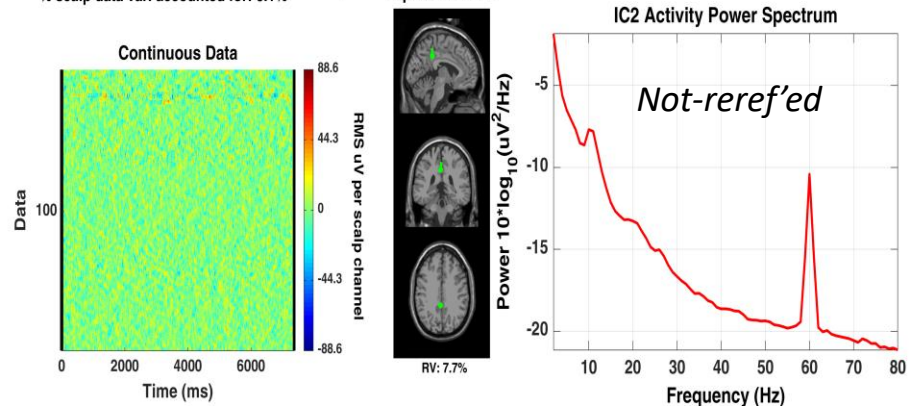 Continuous Data
88.6
44.3
0
-44.3
-88.6
RMS uV per scalp channel
Data
100
0
2000
4000
6000
Time (ms)
RV: 7.7%
IC2 Activity Power Spectrum
Not-reref'ed
Power 10*log10(uV2/Hz)
-5
-10
-15
-20
10
20
30
40
50
60
70
80
Frequency (Hz)